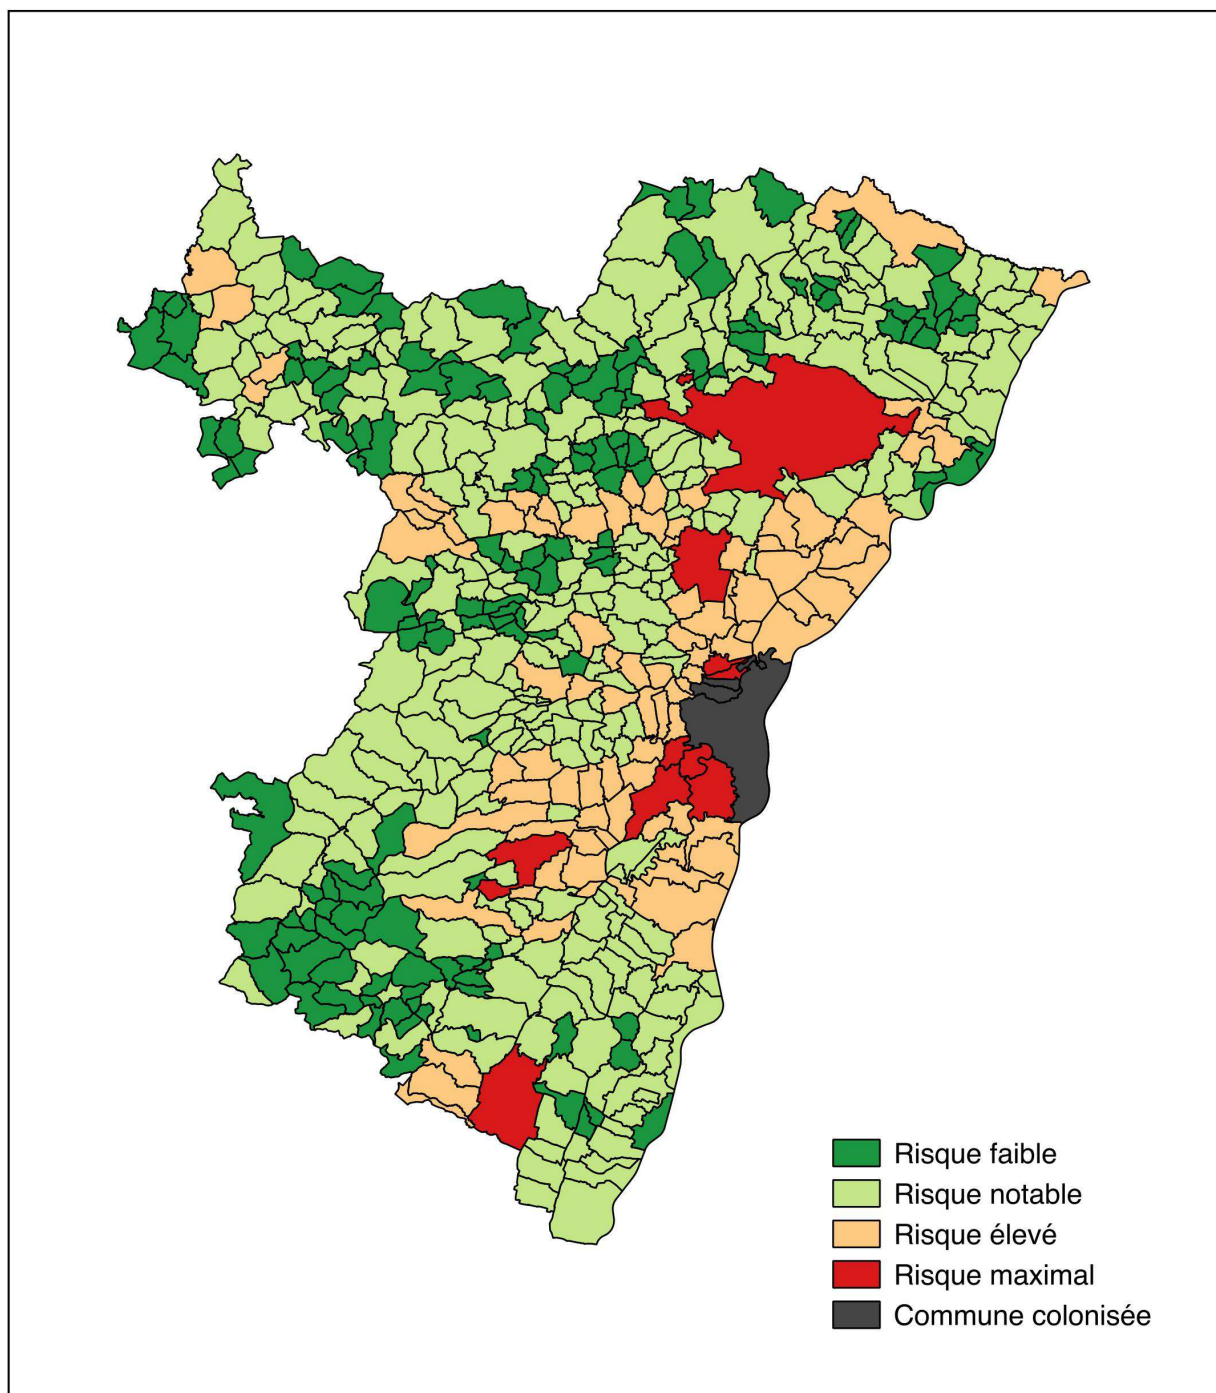 Risque faible
Risque notable
Risque élevé
Risque maximal
Commune colonisée